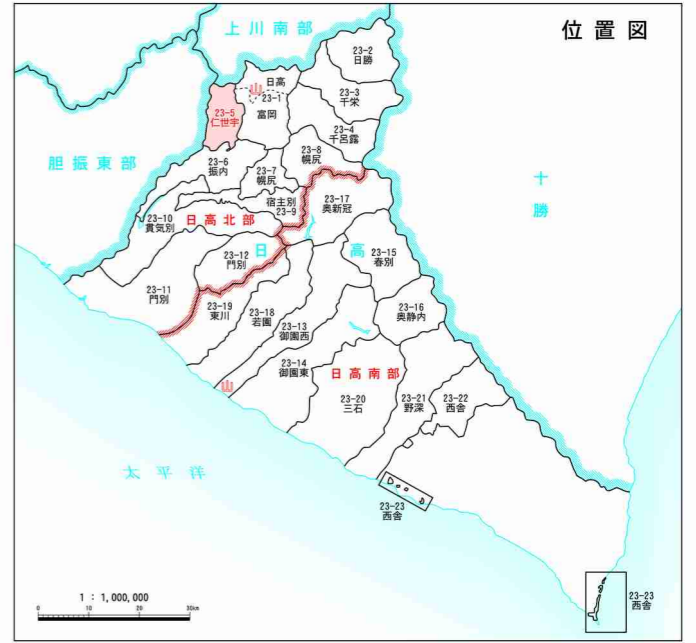 位置図
上川南部
23-2
日勝
日高
山
23-1
富岡
23-3
千栄
23-5
仁世宇
23-4
千呂露
胆振東部
23-6
振内
23-7
幌尻
23-8
幌尻
十勝
宿主別
23-9
23-17
奥新冠
23-10
貫気別
日高北部
日高
23-12
門別
23-15
春別
23-11
門別
23-19
東川
23-18
若園
23-13
御園西
23-16
奥静内
23-14
御園東
日高南部
山
23-20
三石
23-21
野深
23-22
西舎
太平洋
23-23
西舎
23-23
西舎
1 : 1,000,000
0 10 20 30km